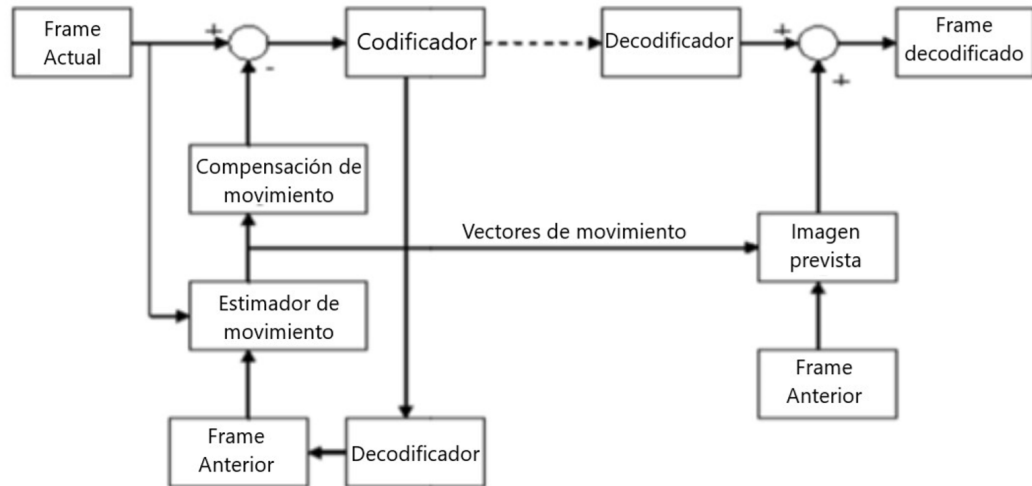 Frame
Actual
+
-
Codificador
Decodificador
+
+
Frame
decodificado
Compensación de
movimiento
Vectores de movimiento
Imagen
prevista
Estimador de
movimiento
Frame
Anterior
Frame
Anterior
Decodificador